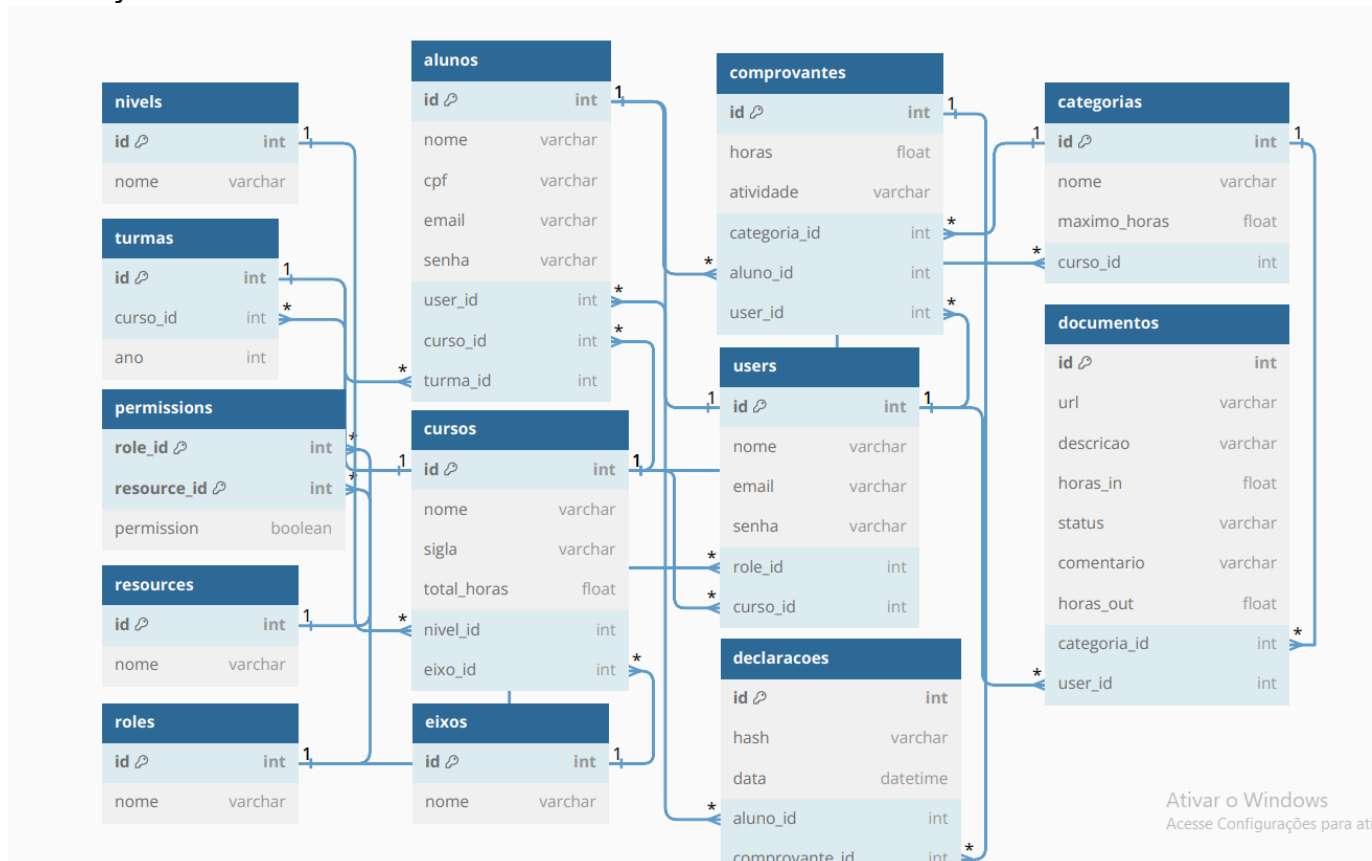 nivels
id int
nome varchar
turmas
id int
curso_id int
ano int
permissions
role_id int
resource_id int
permission boolean
resources
id int
nome varchar
roles
id int
nome varchar
alunos
id int
nome varchar
cpf varchar
email varchar
senha varchar
user_id int
curso_id int
turma_id int
cursos
id int
nome varchar
sigla varchar
total_horas float
nivel_id int
eixo_id int
eixos
id int
nome varchar
comprovantes
id int
horas float
atividade varchar
categoria_id int
aluno_id int
user_id int
users
id int
nome varchar
email varchar
senha varchar
role_id int
curso_id int
declaracoes
id int
hash varchar
data datetime
aluno_id int
comprovante_id int
categorias
id int
nome varchar
maximo_horas float
curso_id int
documentos
id int
url varchar
descricao varchar
horas_in float
status varchar
comentario varchar
horas_out float
categoria_id int
user_id int
Ativar o Windows
Acesse Configurações para ati